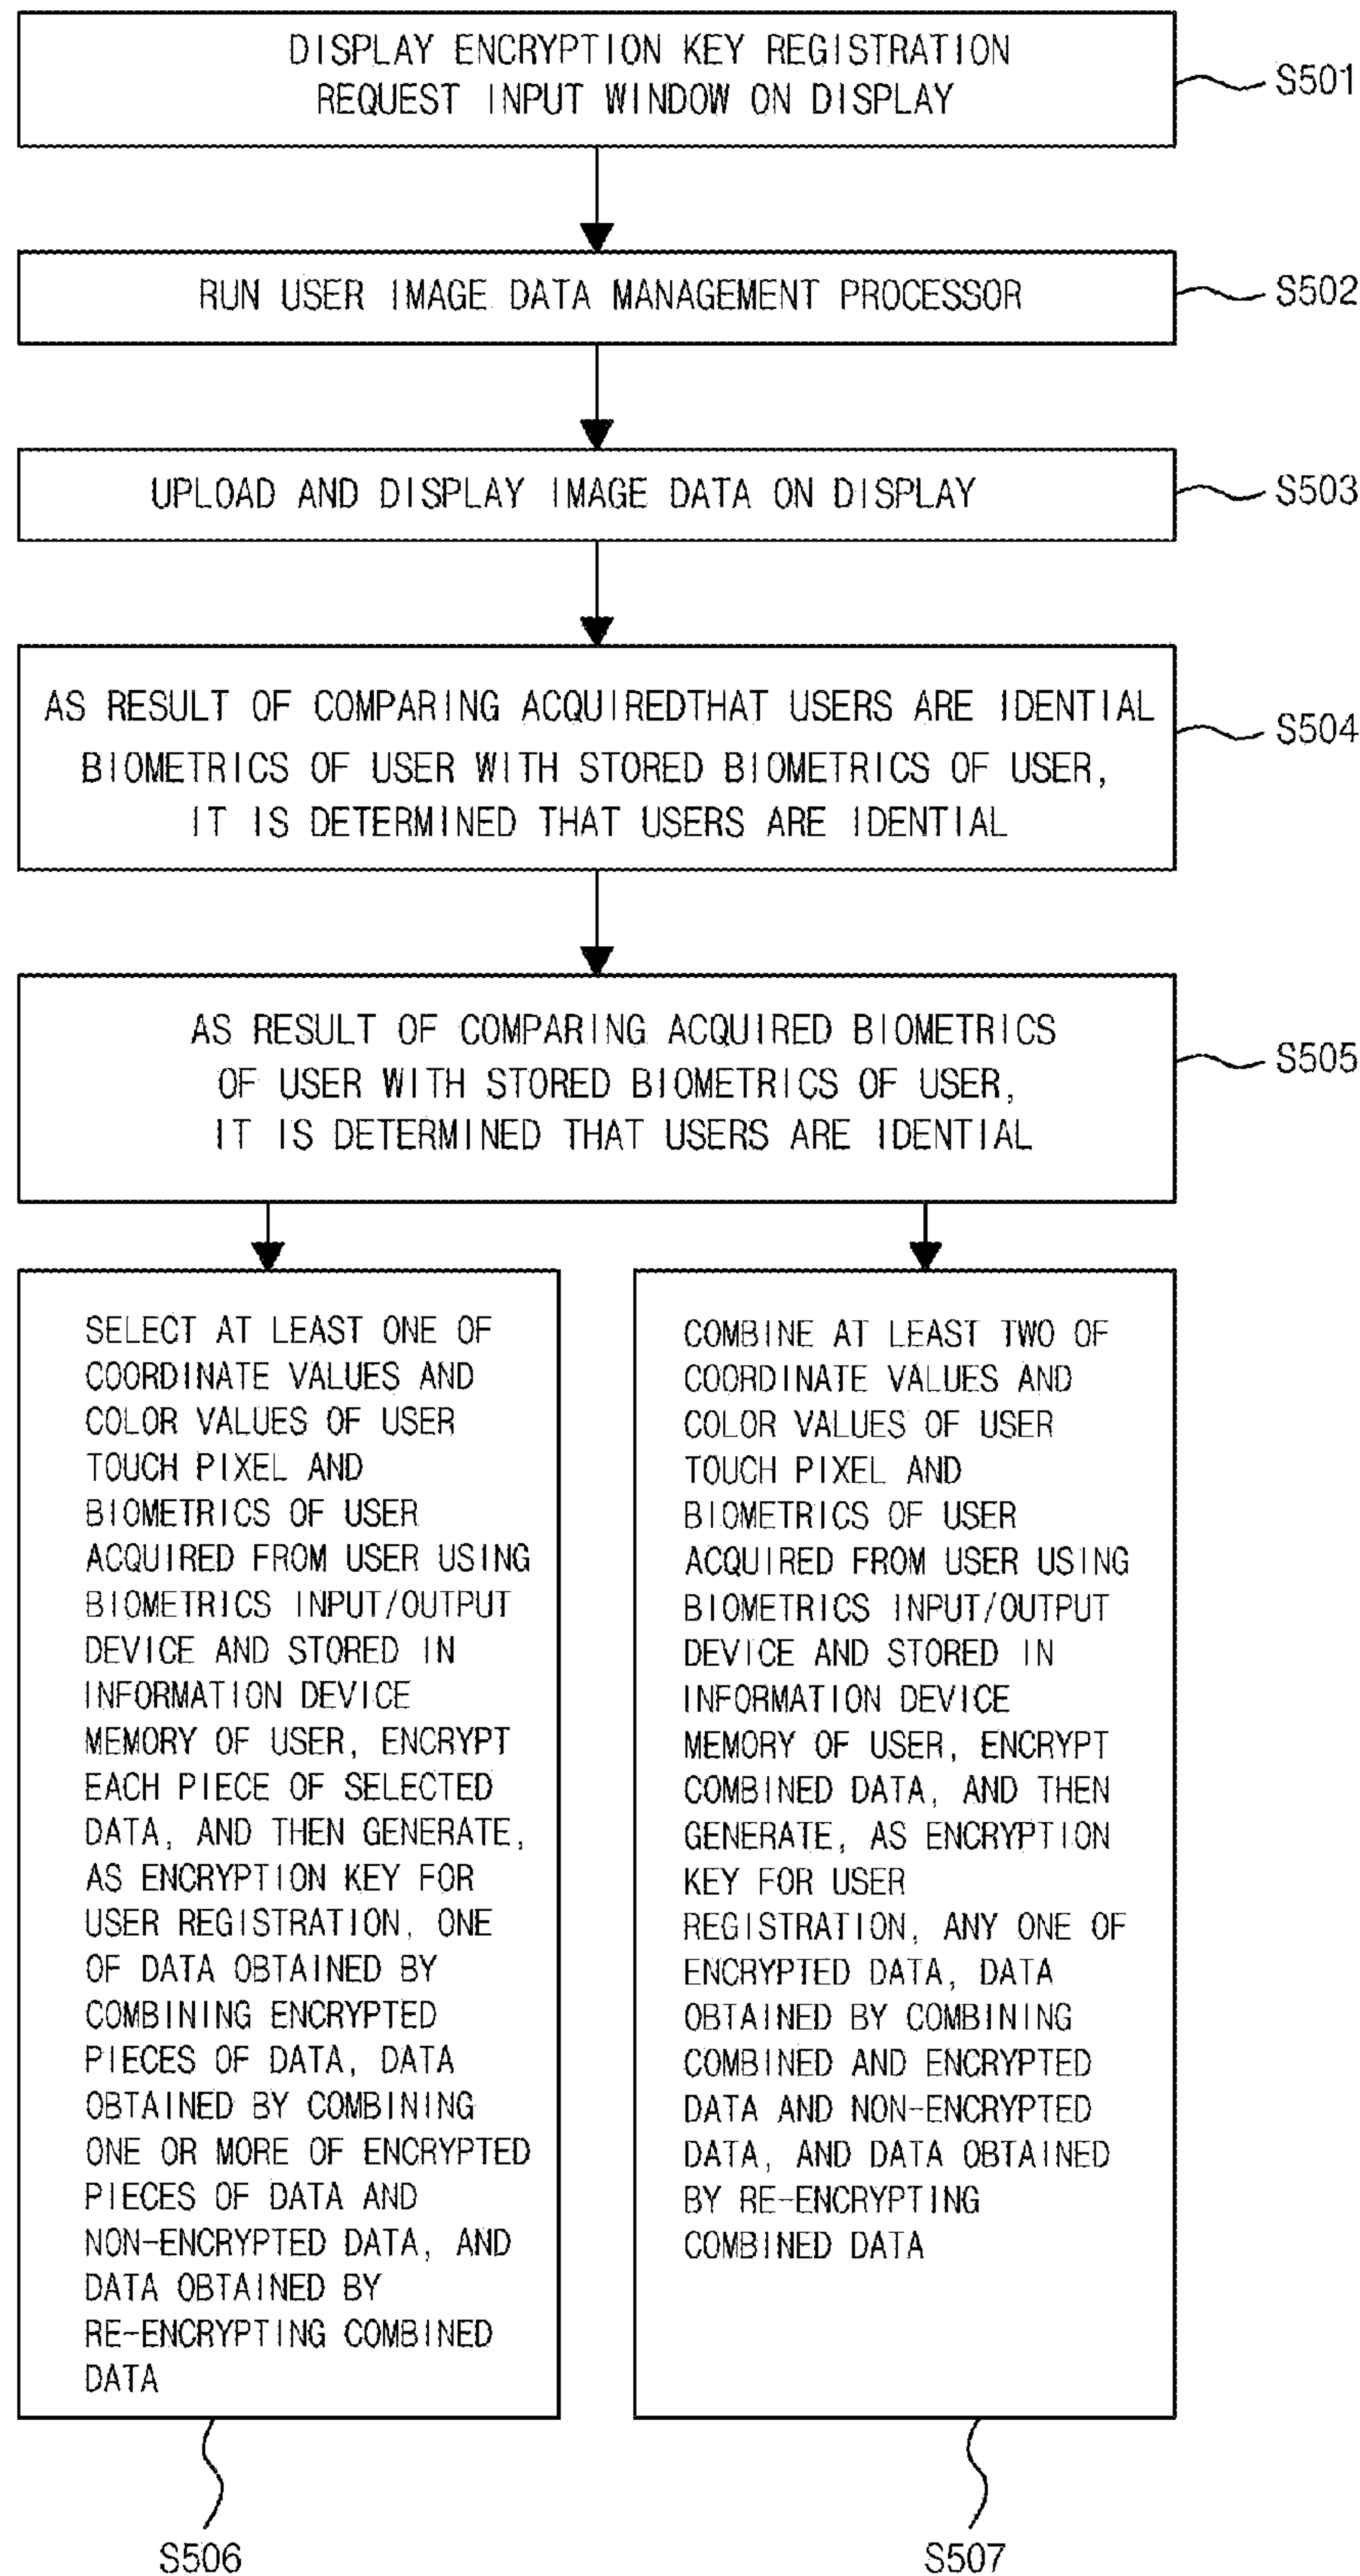 DISPLAY ENCRYPTION KEY REGISTRATION
REQUEST INPUT WINDOW ON DISPLAY
S501
RUN USER IMAGE DATA MANAGEMENT PROCESSOR
S502
UPLOAD AND DISPLAY IMAGE DATA ON DISPLAY
S503
AS RESULT OF COMPARING ACQUIREDTHAT USERS ARE IDENTIAL
BIOMETRICS OF USER WITH STORED BIOMETRICS OF USER,
IT IS DETERMINED THAT USERS ARE IDENTIAL
S504
AS RESULT OF COMPARING ACQUIRED BIOMETRICS
OF USER WITH STORED BIOMETRICS OF USER,
IT IS DETERMINED THAT USERS ARE IDENTIAL
S505
SELECT AT LEAST ONE OF
COORDINATE VALUES AND
COLOR VALUES OF USER
TOUCH PIXEL AND
BIOMETRICS OF USER
ACQUIRED FROM USER USING
BIOMETRICS INPUT/OUTPUT
DEVICE AND STORED IN
INFORMATION DEVICE
MEMORY OF USER, ENCRYPT
EACH PIECE OF SELECTED
DATA, AND THEN GENERATE,
AS ENCRYPTION KEY FOR
USER REGISTRATION, ONE
OF DATA OBTAINED BY
COMBINING ENCRYPTED
PIECES OF DATA, DATA
OBTAINED BY COMBINING
ONE OR MORE OF ENCRYPTED
PIECES OF DATA AND
NON-ENCRYPTED DATA, AND
DATA OBTAINED BY
RE-ENCRYPTING COMBINED
DATA
S506
COMBINE AT LEAST TWO OF
COORDINATE VALUES AND
COLOR VALUES OF USER
TOUCH PIXEL AND
BIOMETRICS OF USER
ACQUIRED FROM USER USING
BIOMETRICS INPUT/OUTPUT
DEVICE AND STORED IN
INFORMATION DEVICE
MEMORY OF USER, ENCRYPT
COMBINED DATA, AND THEN
GENERATE, AS ENCRYPTION
KEY FOR USER
REGISTRATION, ANY ONE OF
ENCRYPTED DATA, DATA
OBTAINED BY COMBINING
COMBINED AND ENCRYPTED
DATA AND NON-ENCRYPTED
DATA, AND DATA OBTAINED
BY RE-ENCRYPTING
COMBINED DATA
S507